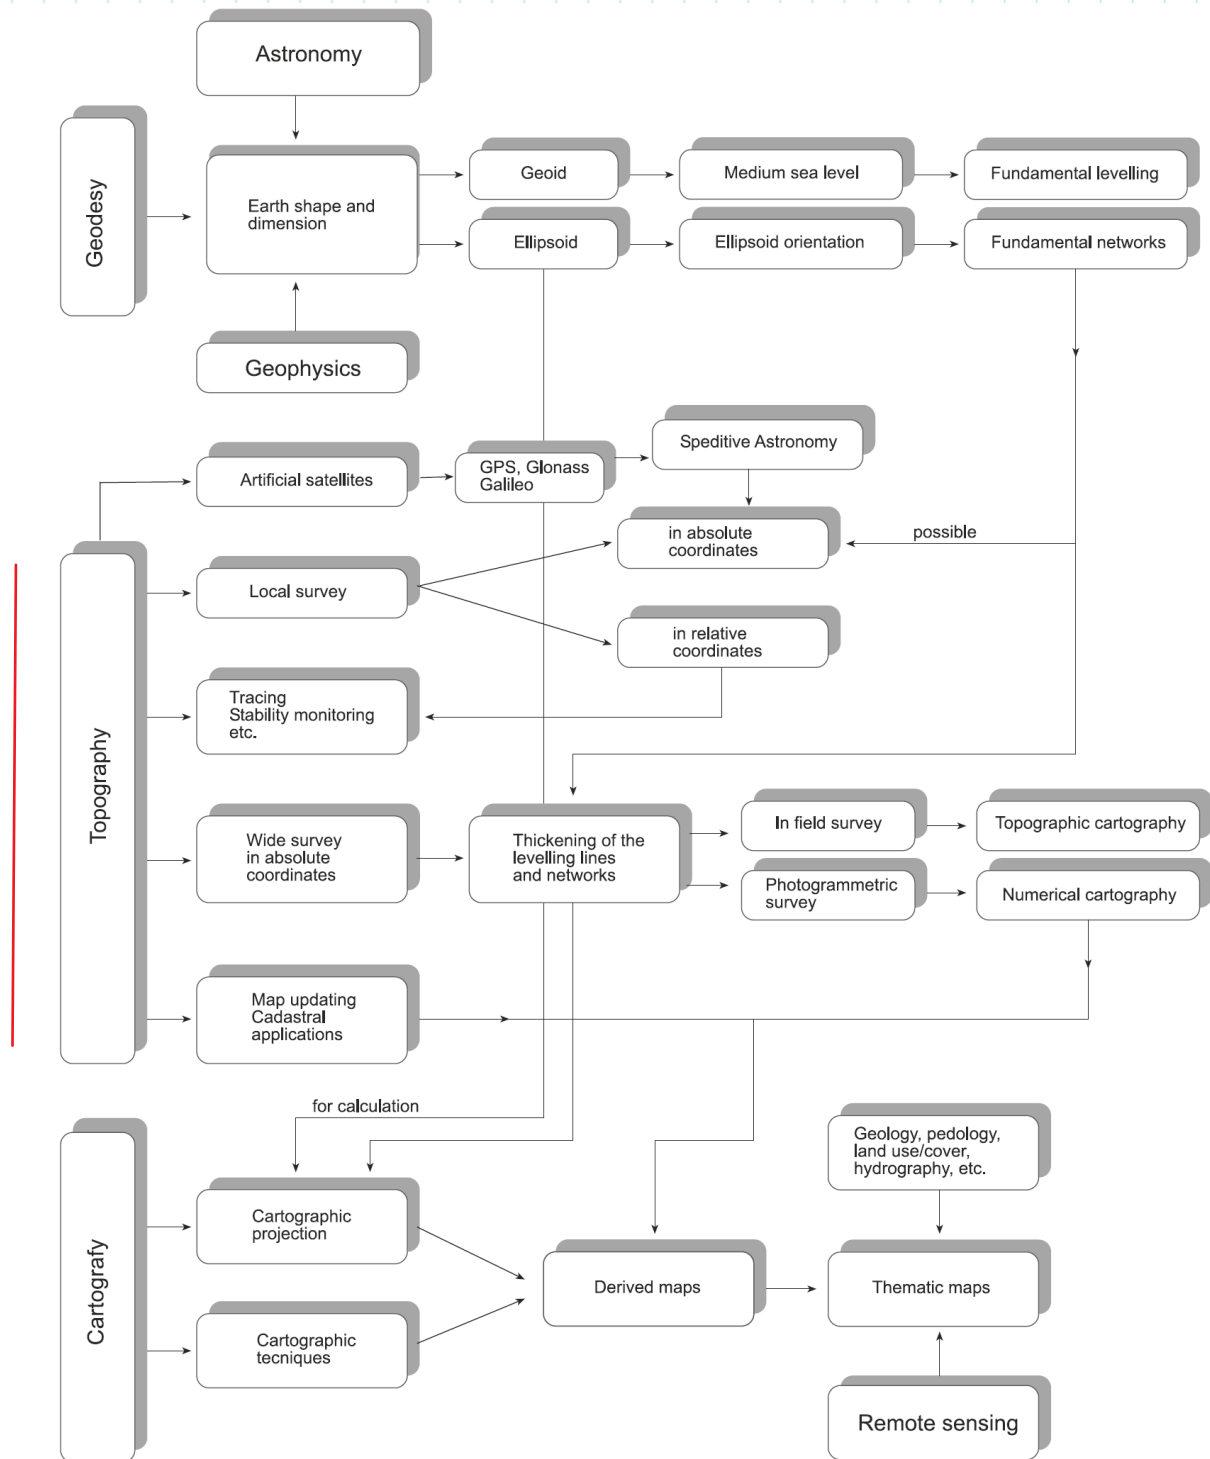 Astronomy
Geodesy
Earth shape and
dimension
Geoid
Medium sea level
Fundamental levelling
Ellipsoid
Ellipsoid orientation
Fundamental networks
Geophysics
Topography
Artificial satellites
GPS, Glonass
Galileo
Speditive Astronomy
in absolute
coordinates
possible
Local survey
in relative
coordinates
Tracing
Stability monitoring
etc.
Wide survey
in absolute
coordinates
Thickening of the
levelling lines
and networks
In field survey
Topographic cartography
Photogrammetric
survey
Numerical cartography
Map updating
Cadastral
applications
for calculation
Cartografy
Cartographic
projection
Cartographic
tecniques
Derived maps
Geology, pedology,
land use/cover,
hydrography, etc.
Thematic maps
Remote sensing